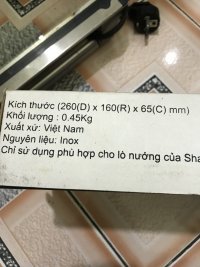 Kích thước (260(D) x 160(R) x 65(C) mm)
Khối lượng : 0.45Kg
Xuất xứ: Việt Nam
Nguyên liệu: Inox
Chỉ sử dụng phù hợp cho lò nướng của